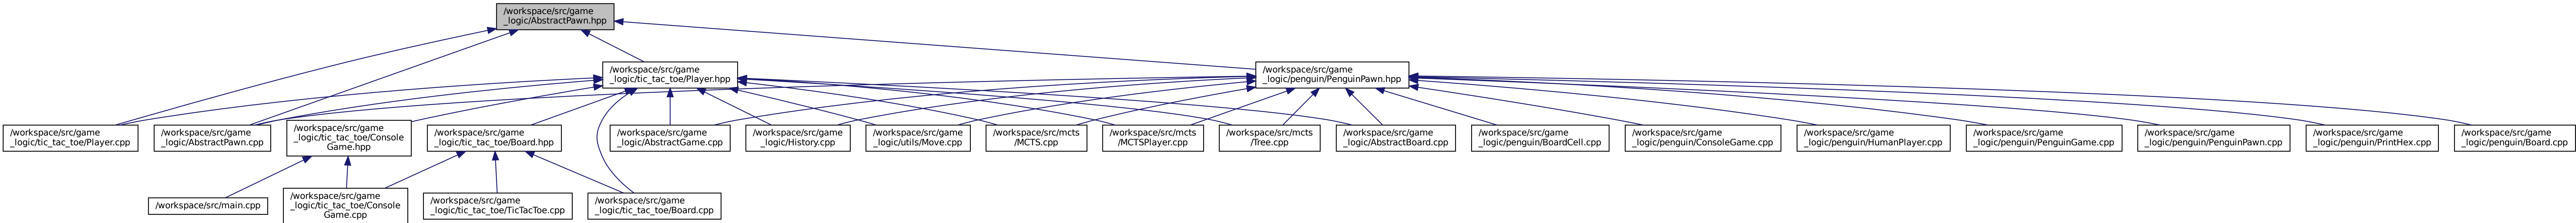 /workspace/src/game
_logic/AbstractPawn.hpp
/workspace/src/game
_logic/tic_tac_toe/Player.hpp
/workspace/src/game
_logic/penguin/PenguinPawn.hpp
/workspace/src/game
_logic/tic_tac_toe/Player.cpp
/workspace/src/game
_logic/AbstractPawn.cpp
/workspace/src/game
_logic/tic_tac_toe/Console
Game.hpp
/workspace/src/game
_logic/tic_tac_toe/Board.hpp
/workspace/src/game
_logic/AbstractGame.cpp
/workspace/src/game
_logic/History.cpp
/workspace/src/game
_logic/utils/Move.cpp
/workspace/src/mcts
/MCTS.cpp
/workspace/src/mcts
/MCTSPlayer.cpp
/workspace/src/mcts
/Tree.cpp
/workspace/src/game
_logic/AbstractBoard.cpp
/workspace/src/game
_logic/penguin/BoardCell.cpp
/workspace/src/game
_logic/penguin/ConsoleGame.cpp
/workspace/src/game
_logic/penguin/HumanPlayer.cpp
/workspace/src/game
_logic/penguin/PenguinGame.cpp
/workspace/src/game
_logic/penguin/PenguinPawn.cpp
/workspace/src/game
_logic/penguin/PrintHex.cpp
/workspace/src/game
_logic/penguin/Board.cpp
/workspace/src/main.cpp
/workspace/src/game
_logic/tic_tac_toe/Console
Game.cpp
/workspace/src/game
_logic/tic_tac_toe/TicTacToe.cpp
/workspace/src/game
_logic/tic_tac_toe/Board.cpp